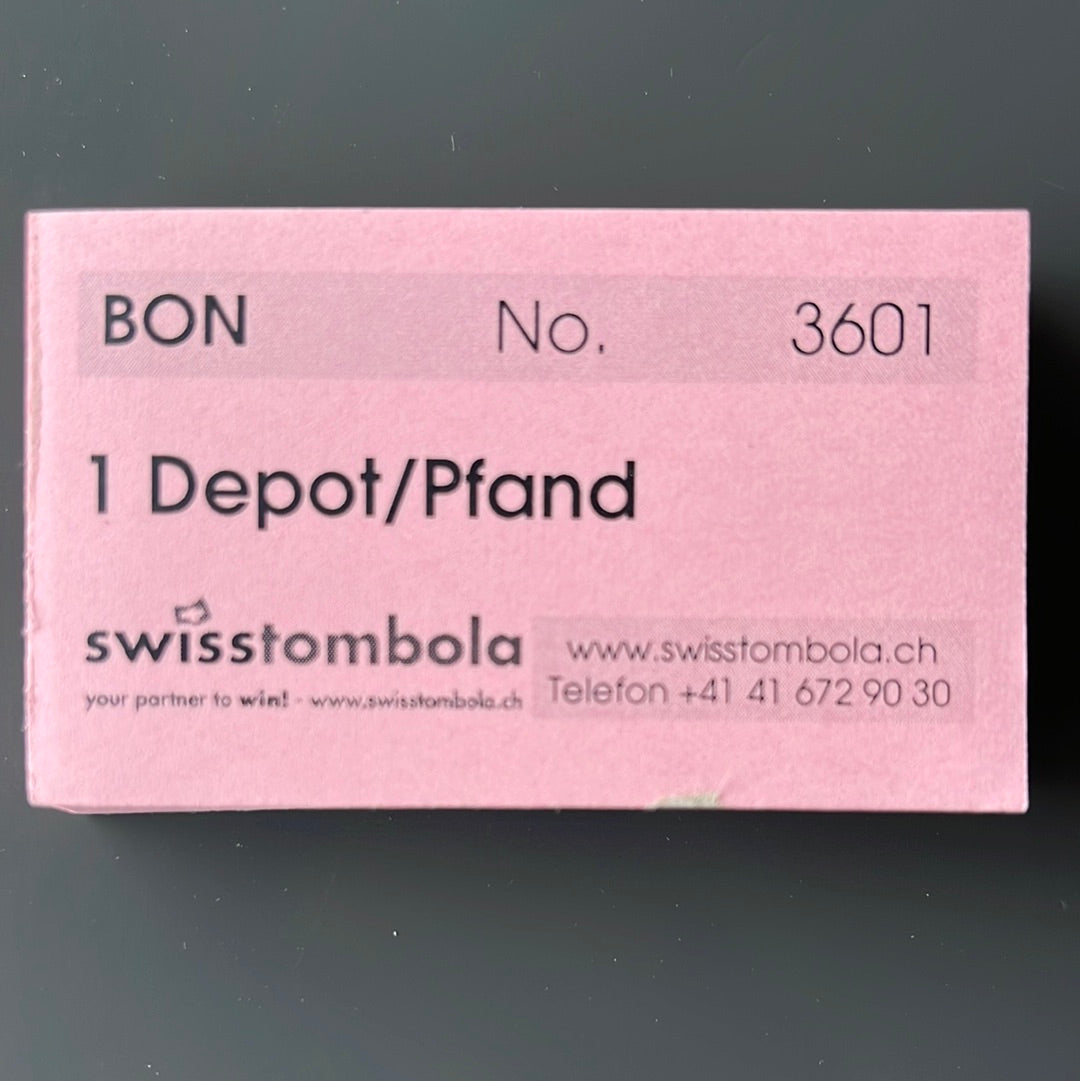 BON No. 3601
1 Depot/Pfand
swisstombola
your partner to win! - www.swisstombola.ch
www.swisstombola.ch
Telefon +41 41 672 90 30